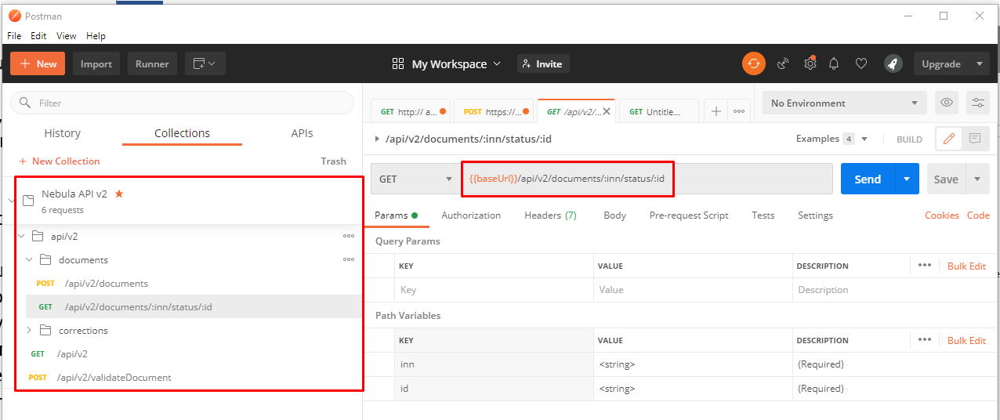 Postman
File Edit View Help
+ New Import Runner My Workspace Invite Upgrade
Filter
History Collections APIs
+ New Collection Trash
Nebula API v2 ★
6 requests
api/v2 •••
documents •••
POST /api/v2/documents
GET /api/v2/documents/:inn/status/:id
corrections
GET /api/v2
POST /api/v2/validateDocument
GET http:// a... POST https://... GET /api/v2/... GET Untitle... + ••• No Environment
/api/v2/documents/:inn/status/:id Examples 4 BUILD
GET {{baseUrl}}/api/v2/documents/:inn/status/:id Send Save
Params Authorization Headers (7) Body Pre-request Script Tests Settings Cookies Code
Query Params
KEY VALUE DESCRIPTION ••• Bulk Edit
Key Value Description
Path Variables
KEY VALUE DESCRIPTION ••• Bulk Edit
inn <string> (Required)
id <string> (Required)